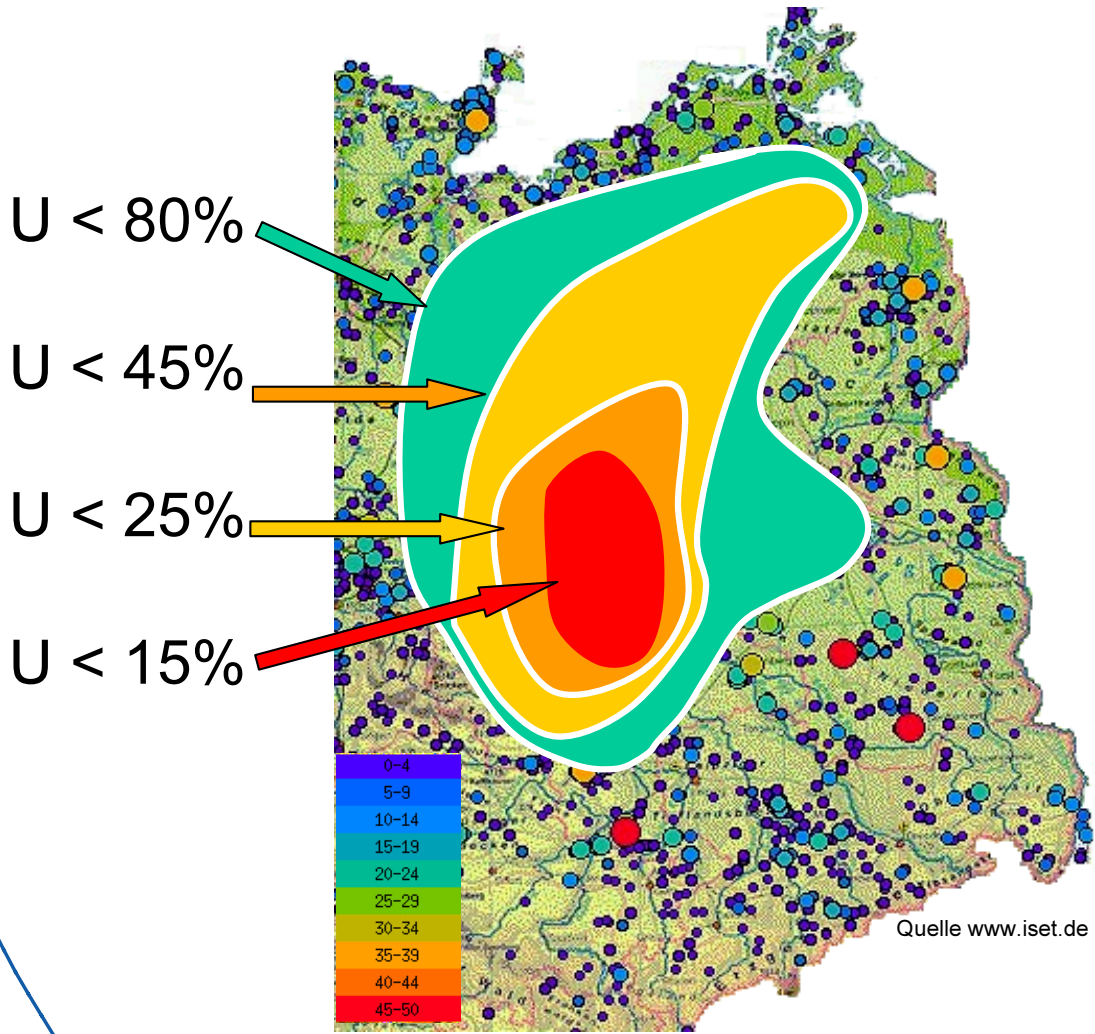 U < 80%
U < 45%
U < 25%
U < 15%
0-4
5-9
10-14
15-19
20-24
25-29
30-34
35-39
40-44
45-50
Quelle www.iset.de